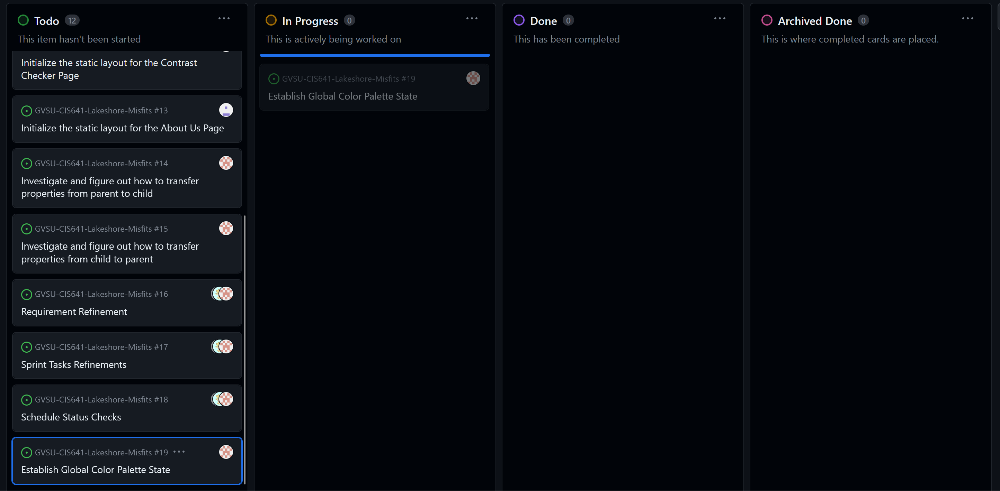 Todo 12
This item hasn't been started
Initialize the static layout for the Contrast
Checker Page
GVSU-CIS641-Lakeshore-Misfits #13
Initialize the static layout for the About Us Page
GVSU-CIS641-Lakeshore-Misfits #14
Investigate and figure out how to transfer
properties from parent to child
GVSU-CIS641-Lakeshore-Misfits #15
Investigate and figure out how to transfer
properties from child to parent
GVSU-CIS641-Lakeshore-Misfits #16
Requirement Refinement
GVSU-CIS641-Lakeshore-Misfits #17
Sprint Tasks Refinements
GVSU-CIS641-Lakeshore-Misfits #18
Schedule Status Checks
GVSU-CIS641-Lakeshore-Misfits #19
Establish Global Color Palette State
In Progress 0
This is actively being worked on
GVSU-CIS641-Lakeshore-Misfits #19
Establish Global Color Palette State
Done 0
This has been completed
Archived Done 0
This is where completed cards are placed.